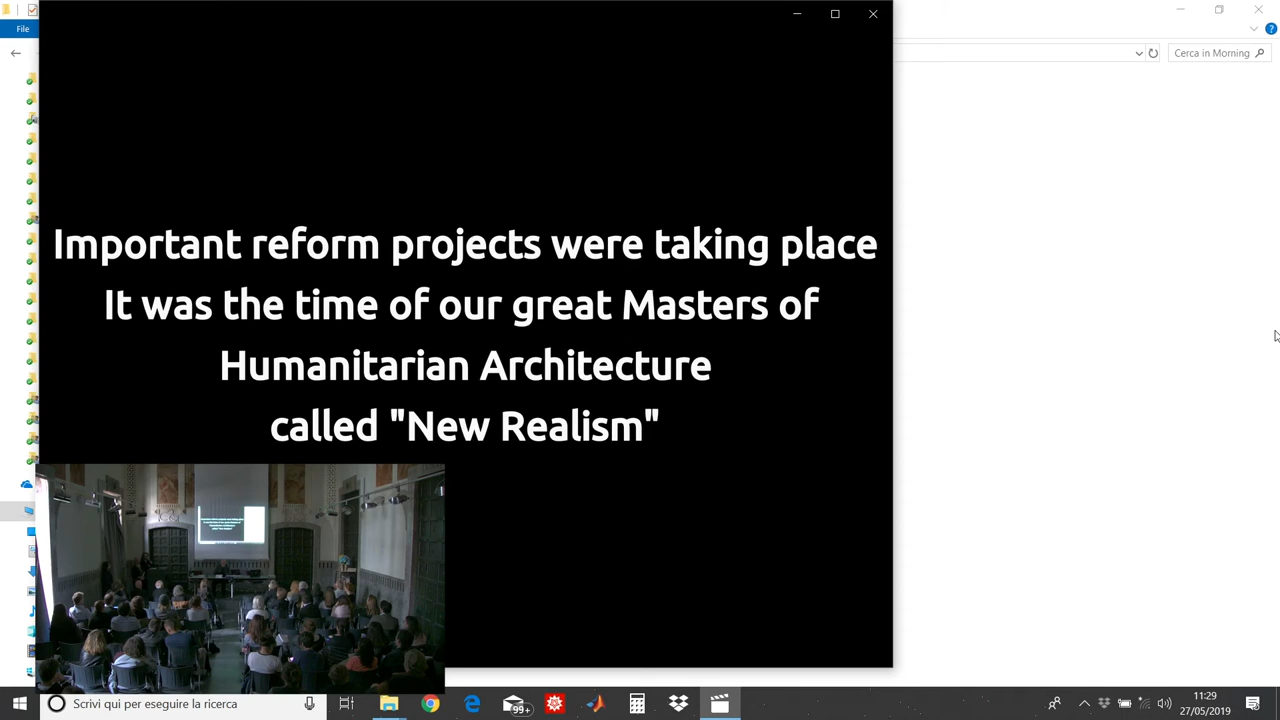 File
Cerca in Morning
Important reform projects were taking place
It was the time of our great Masters of
Humanitarian Architecture
called "New Realism"
Scrivi qui per eseguire la ricerca
99+
11:29
27/05/2019